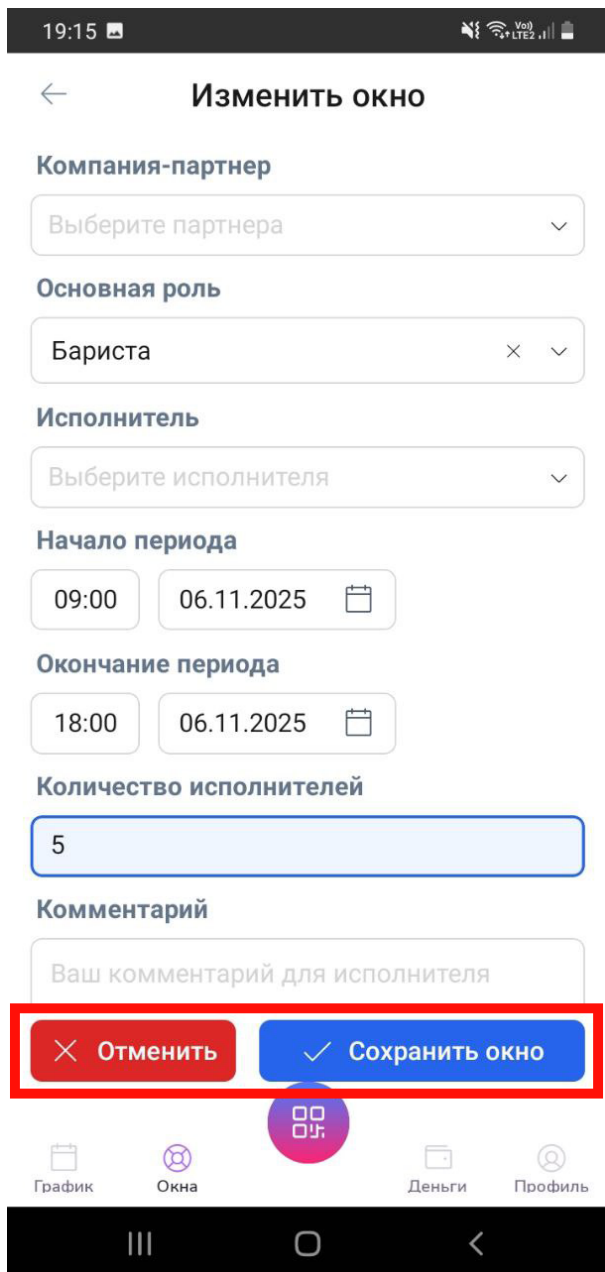 19:15
Vo)) LTE2
Изменить окно
Компания-партнер
Выберите партнера
Основная роль
Бариста
Исполнитель
Выберите исполнителя
Начало периода
09:00 06.11.2025
Окончание периода
18:00 06.11.2025
Количество исполнителей
5
Комментарий
Ваш комментарий для исполнителя
Отменить Сохранить окно
График Окна Деньги Профиль